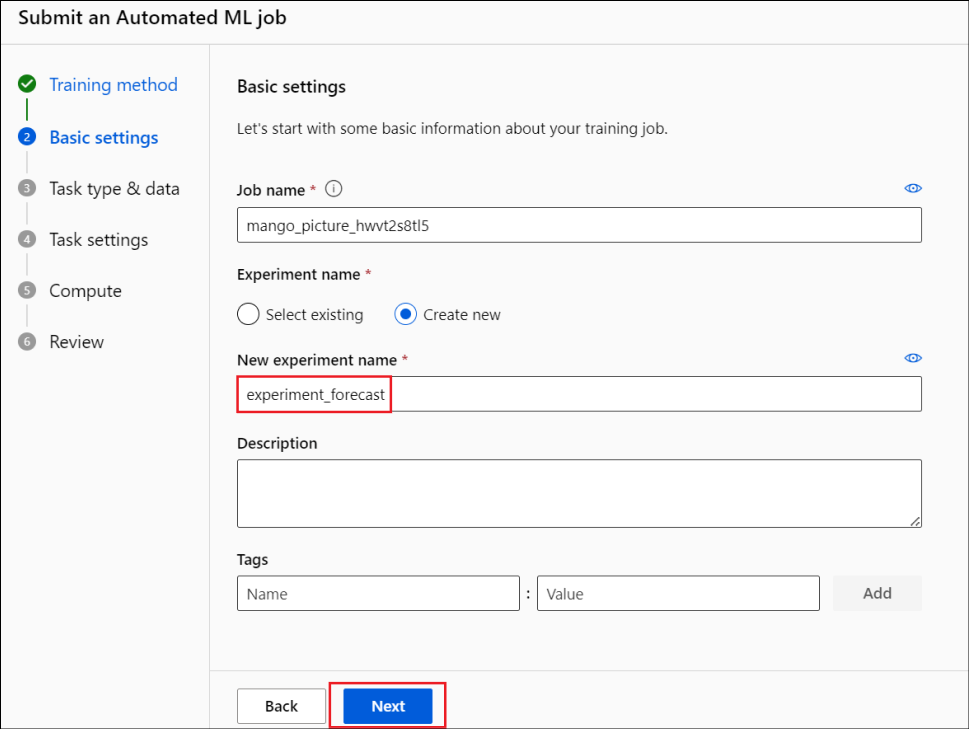 Submit an Automated ML job
Training method
2 Basic settings
3 Task type & data
4 Task settings
5 Compute
6 Review
Basic settings
Let's start with some basic information about your training job.
Job name * i
mango_picture_hwvt2s8tl5
Experiment name *
Select existing Create new
New experiment name *
experiment_forecast
Description
Tags
Name : Value Add
Back Next